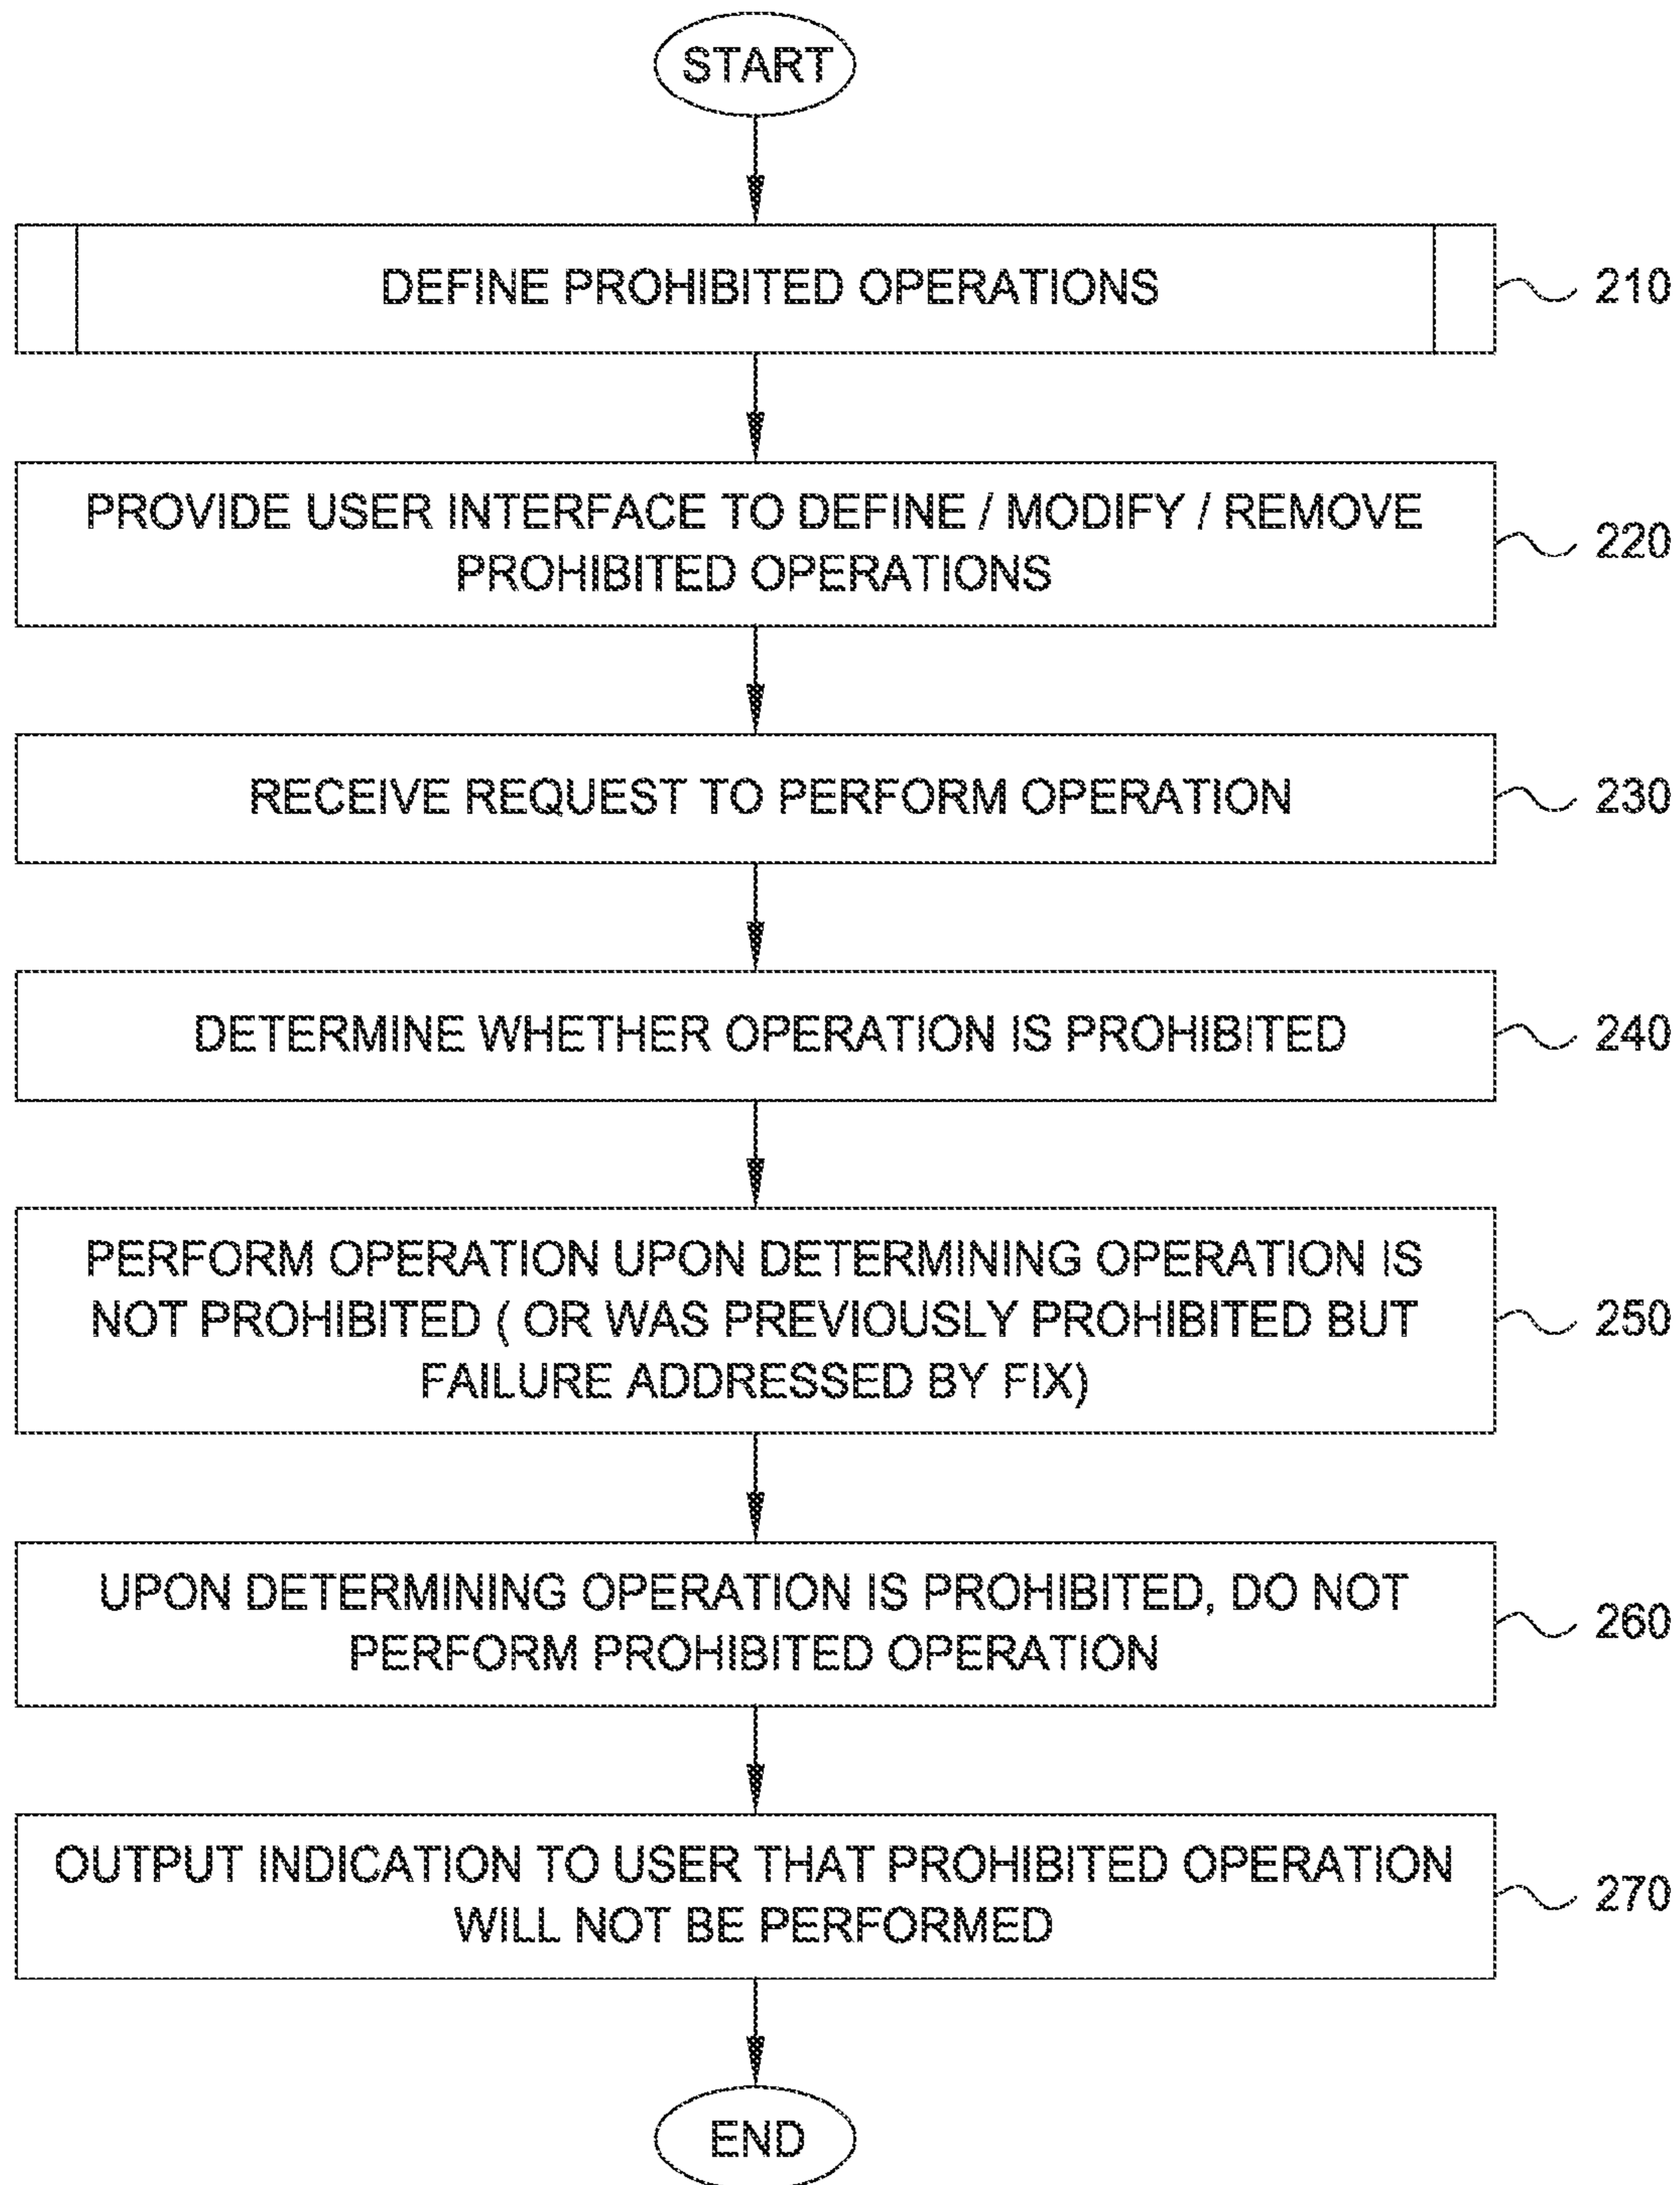 START
DEFINE PROHIBITED OPERATIONS
210
PROVIDE USER INTERFACE TO DEFINE / MODIFY / REMOVE
PROHIBITED OPERATIONS
220
RECEIVE REQUEST TO PERFORM OPERATION
230
DETERMINE WHETHER OPERATION IS PROHIBITED
240
PERFORM OPERATION UPON DETERMINING OPERATION IS
NOT PROHIBITED ( OR WAS PREVIOUSLY PROHIBITED BUT
FAILURE ADDRESSED BY FIX)
250
UPON DETERMINING OPERATION IS PROHIBITED, DO NOT
PERFORM PROHIBITED OPERATION
260
OUTPUT INDICATION TO USER THAT PROHIBITED OPERATION
WILL NOT BE PERFORMED
270
END